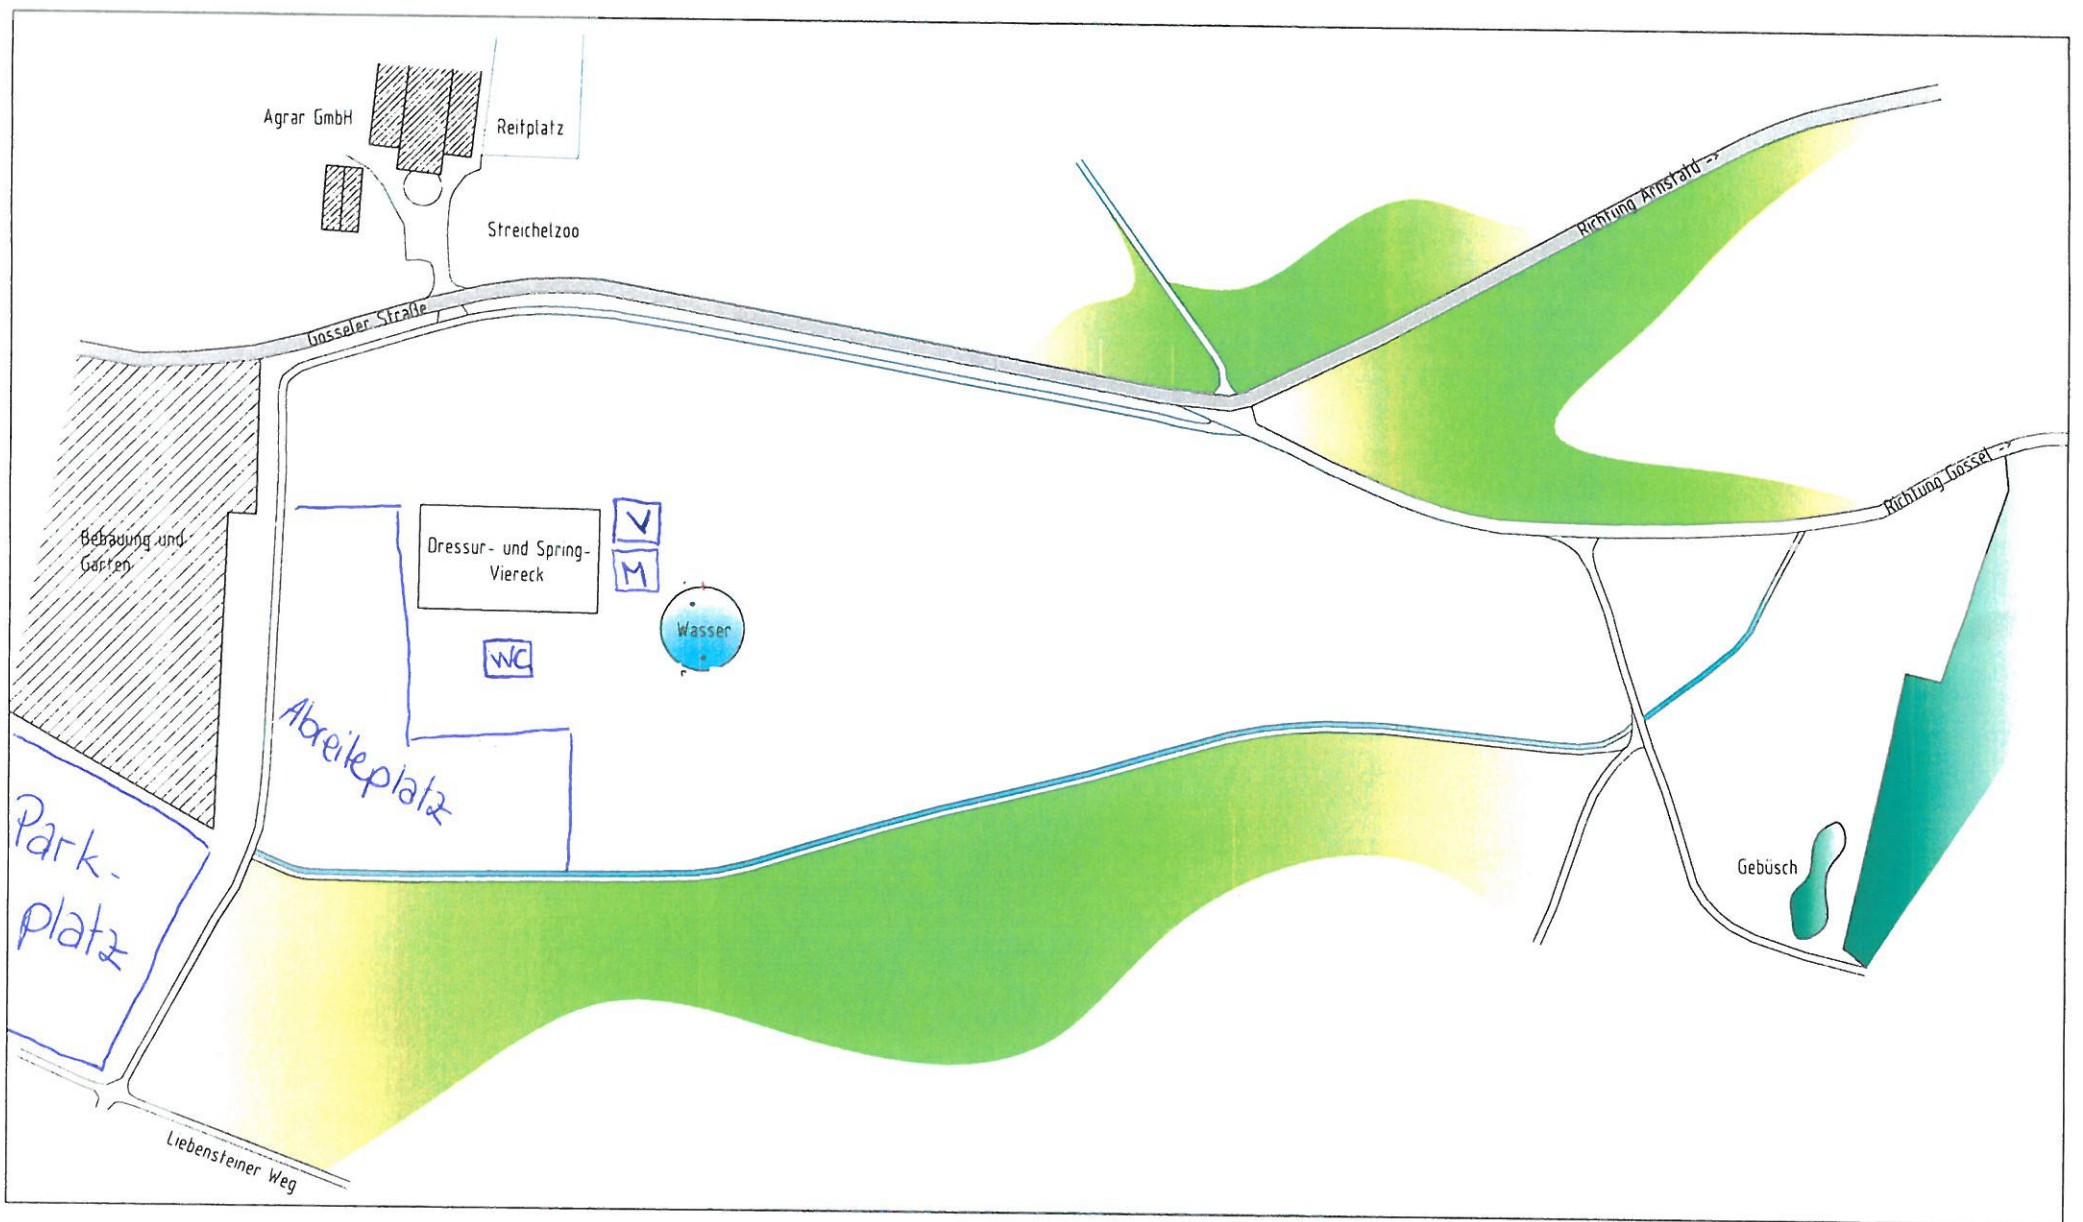 Agrar GmbH
Reitplatz
Streichelzoo
Gosseler Straße
Richtung Arnstatd ->
Richtung Gossel ->
Bebauung und
Garten
Dressur- und Spring-
Viereck
V
M
Wasser
WC
Abreiteplatz
Park-
platz
Gebüsch
Liebensteiner Weg